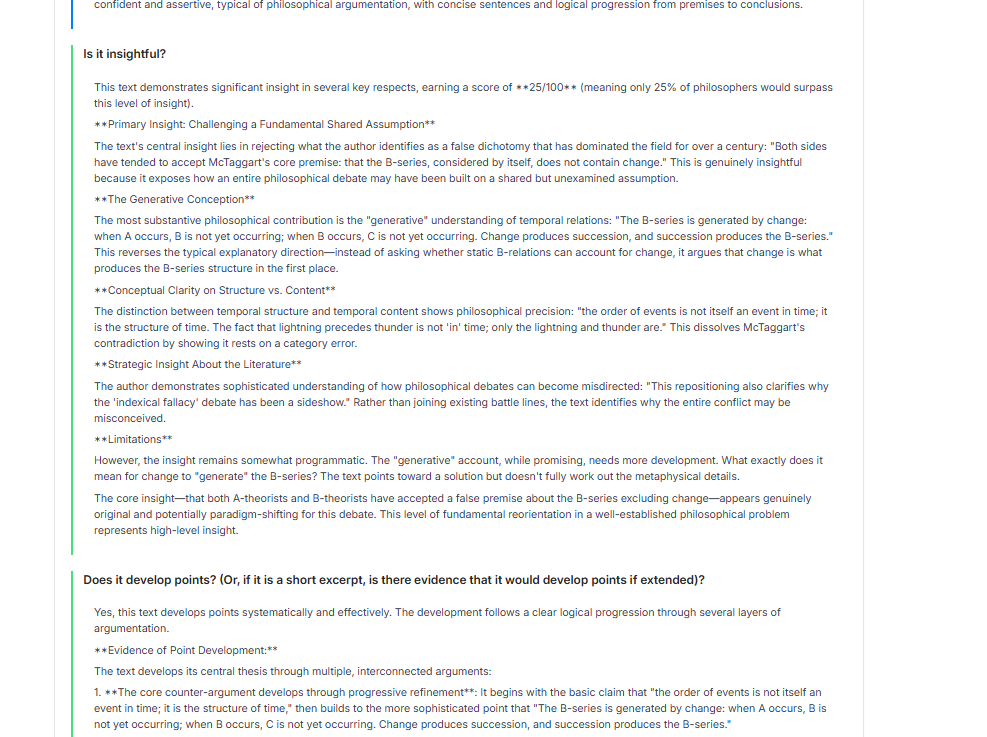 confident and assertive, typical of philosophical argumentation, with concise sentences and logical progression from premises to conclusions.
Is it insightful?
This text demonstrates significant insight in several key respects, earning a score of **25/100** (meaning only 25% of philosophers would surpass
this level of insight).
**Primary Insight: Challenging a Fundamental Shared Assumption**
The text's central insight lies in rejecting what the author identifies as a false dichotomy that has dominated the field for over a century: "Both sides
have tended to accept McTaggart's core premise: that the B-series, considered by itself, does not contain change." This is genuinely insightful
because it exposes how an entire philosophical debate may have been built on a shared but unexamined assumption.
**The Generative Conception**
The most substantive philosophical contribution is the "generative" understanding of temporal relations: "The B-series is generated by change:
when A occurs, B is not yet occurring; when B occurs, C is not yet occurring. Change produces succession, and succession produces the B-series."
This reverses the typical explanatory direction—instead of asking whether static B-relations can account for change, it argues that change is what
produces the B-series structure in the first place.
**Conceptual Clarity on Structure vs. Content**
The distinction between temporal structure and temporal content shows philosophical precision: "the order of events is not itself an event in time; it
is the structure of time. The fact that lightning precedes thunder is not 'in' time; only the lightning and thunder are." This dissolves McTaggart's
contradiction by showing it rests on a category error.
**Strategic Insight About the Literature**
The author demonstrates sophisticated understanding of how philosophical debates can become misdirected: "This repositioning also clarifies why
the 'indexical fallacy' debate has been a sideshow." Rather than joining existing battle lines, the text identifies why the entire conflict may be
misconceived.
**Limitations**
However, the insight remains somewhat programmatic. The "generative" account, while promising, needs more development. What exactly does it
mean for change to "generate" the B-series? The text points toward a solution but doesn't fully work out the metaphysical details.
The core insight—that both A-theorists and B-theorists have accepted a false premise about the B-series excluding change—appears genuinely
original and potentially paradigm-shifting for this debate. This level of fundamental reorientation in a well-established philosophical problem
represents high-level insight.
Does it develop points? (Or, if it is a short excerpt, is there evidence that it would develop points if extended)?
Yes, this text develops points systematically and effectively. The development follows a clear logical progression through several layers of
argumentation.
**Evidence of Point Development:**
The text develops its central thesis through multiple, interconnected arguments:
1. **The core counter-argument develops through progressive refinement**: It begins with the basic claim that "the order of events is not itself an
event in time; it is the structure of time," then builds to the more sophisticated point that "The B-series is generated by change: when A occurs, B is
not yet occurring; when B occurs, C is not yet occurring. Change produces succession, and succession produces the B-series."